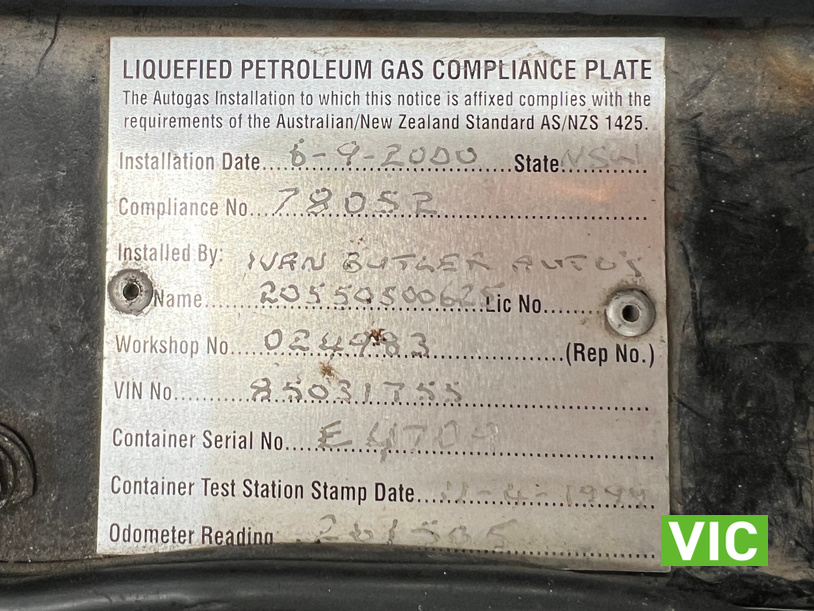 LIQUEFIED PETROLEUM GAS COMPLIANCE PLATE
The Autogas Installation to which this notice is affixed complies with the
requirements of the Australian/New Zealand Standard AS/NZS 1425.
Installation Date 6-9-2000 State NSW
Compliance No. 78052
Installed By: IVAN BUTLER AUTO'S
Name 20550500625 Lic No.
Workshop No. 024983 (Rep No.)
VIN No. 85031755
Container Serial No.
Container Test Station Stamp Date
Odometer Reading
VIC